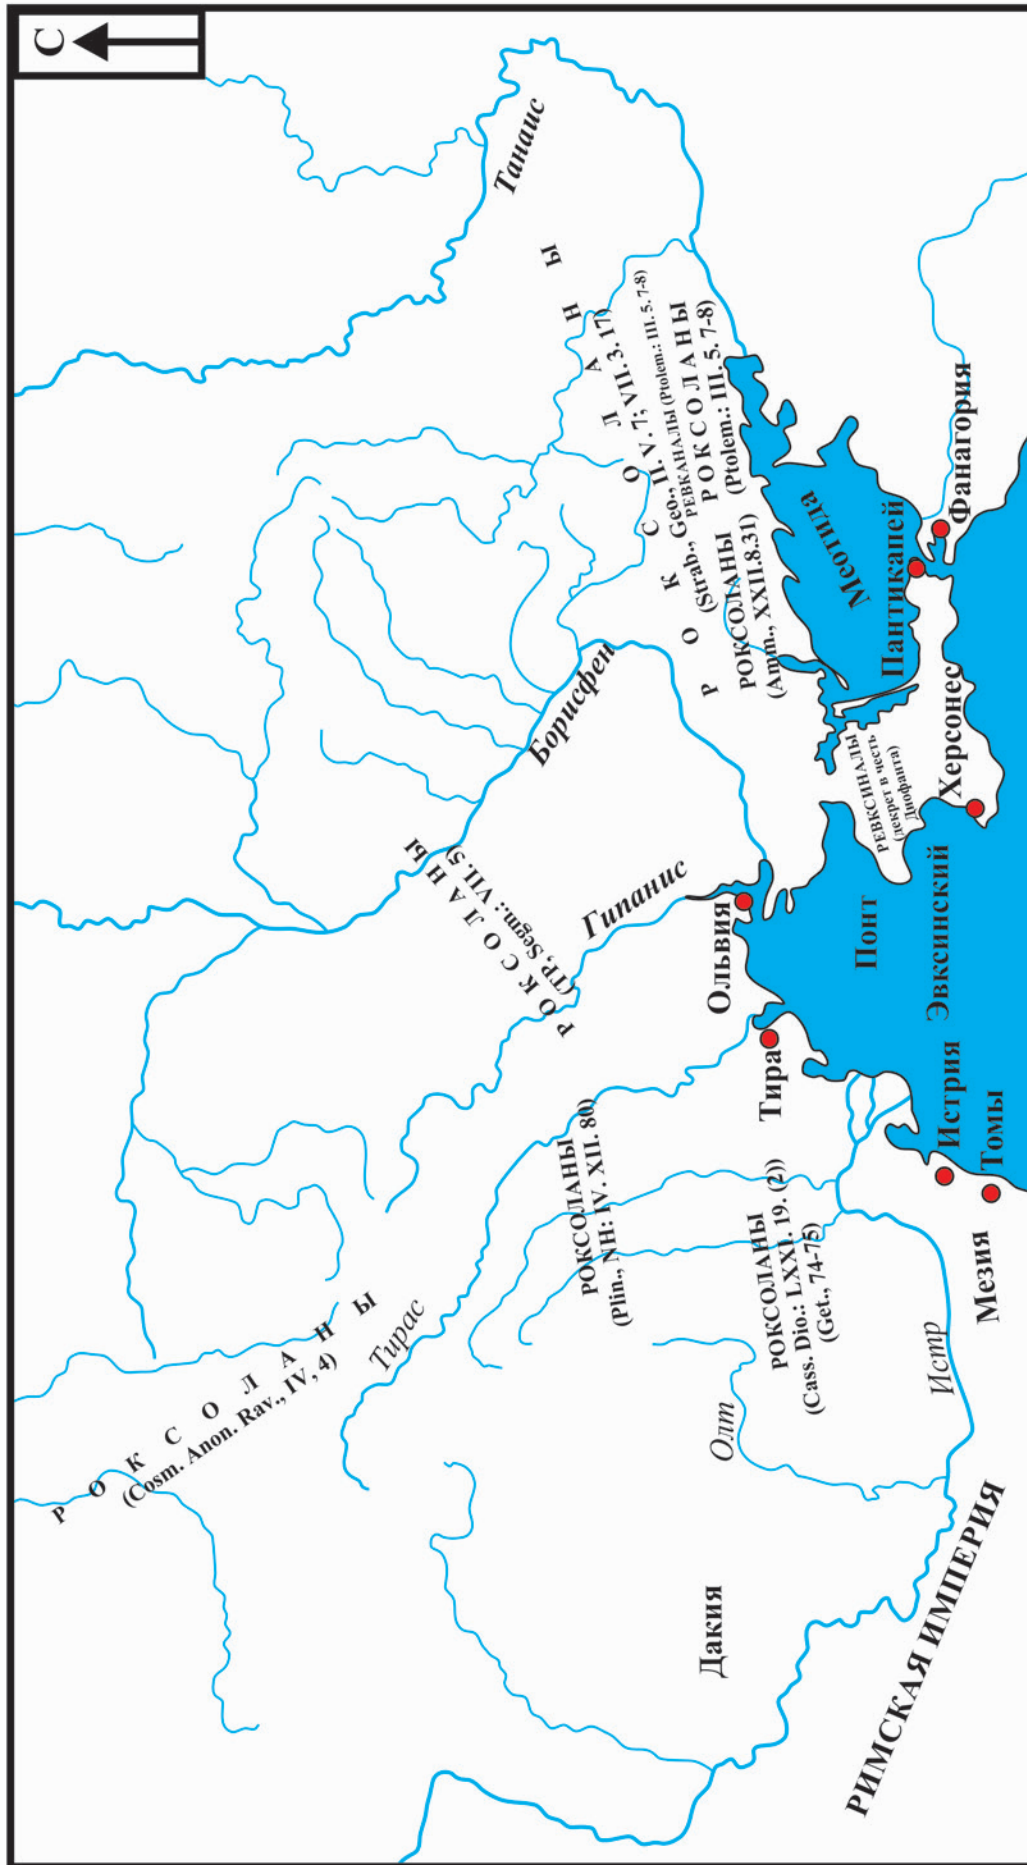 С
Танаис
Р О К С О Л А Н Ы
(Strab., Geo., II. V. 7; VII. 3. 17)
РЕВКАНАЛЫ (Ptolem.: III. 5. 7-8)
РОКСОЛАНЫ
(Ptolem.: III. 5. 7-8)
РОКСОЛАНЫ
(Amm., XXII.8.31)
Борисфен
РОКСОЛАНЫ
(TP, Segm.: VII. 5)
Гипанис
РОКСОЛАНЫ
(Cosm. Anon. Rav., IV, 4)
Тирас
РОКСОЛАНЫ
(Plin., NH: IV. XII. 80)
РОКСОЛАНЫ
(Cass. Dio.: LXXI. 19. (2))
(Get., 74-75)
Олт
Дакия
Истр
РИМСКАЯ ИМПЕРИЯ
Мезия
Томы
Истрия
Тира
Ольвия
Понт
Эвксинский
РЕВКСИНАЛЫ
(декрет в честь
Диофанта)
Херсонес
Меотида
Пантикапей
Фанагория